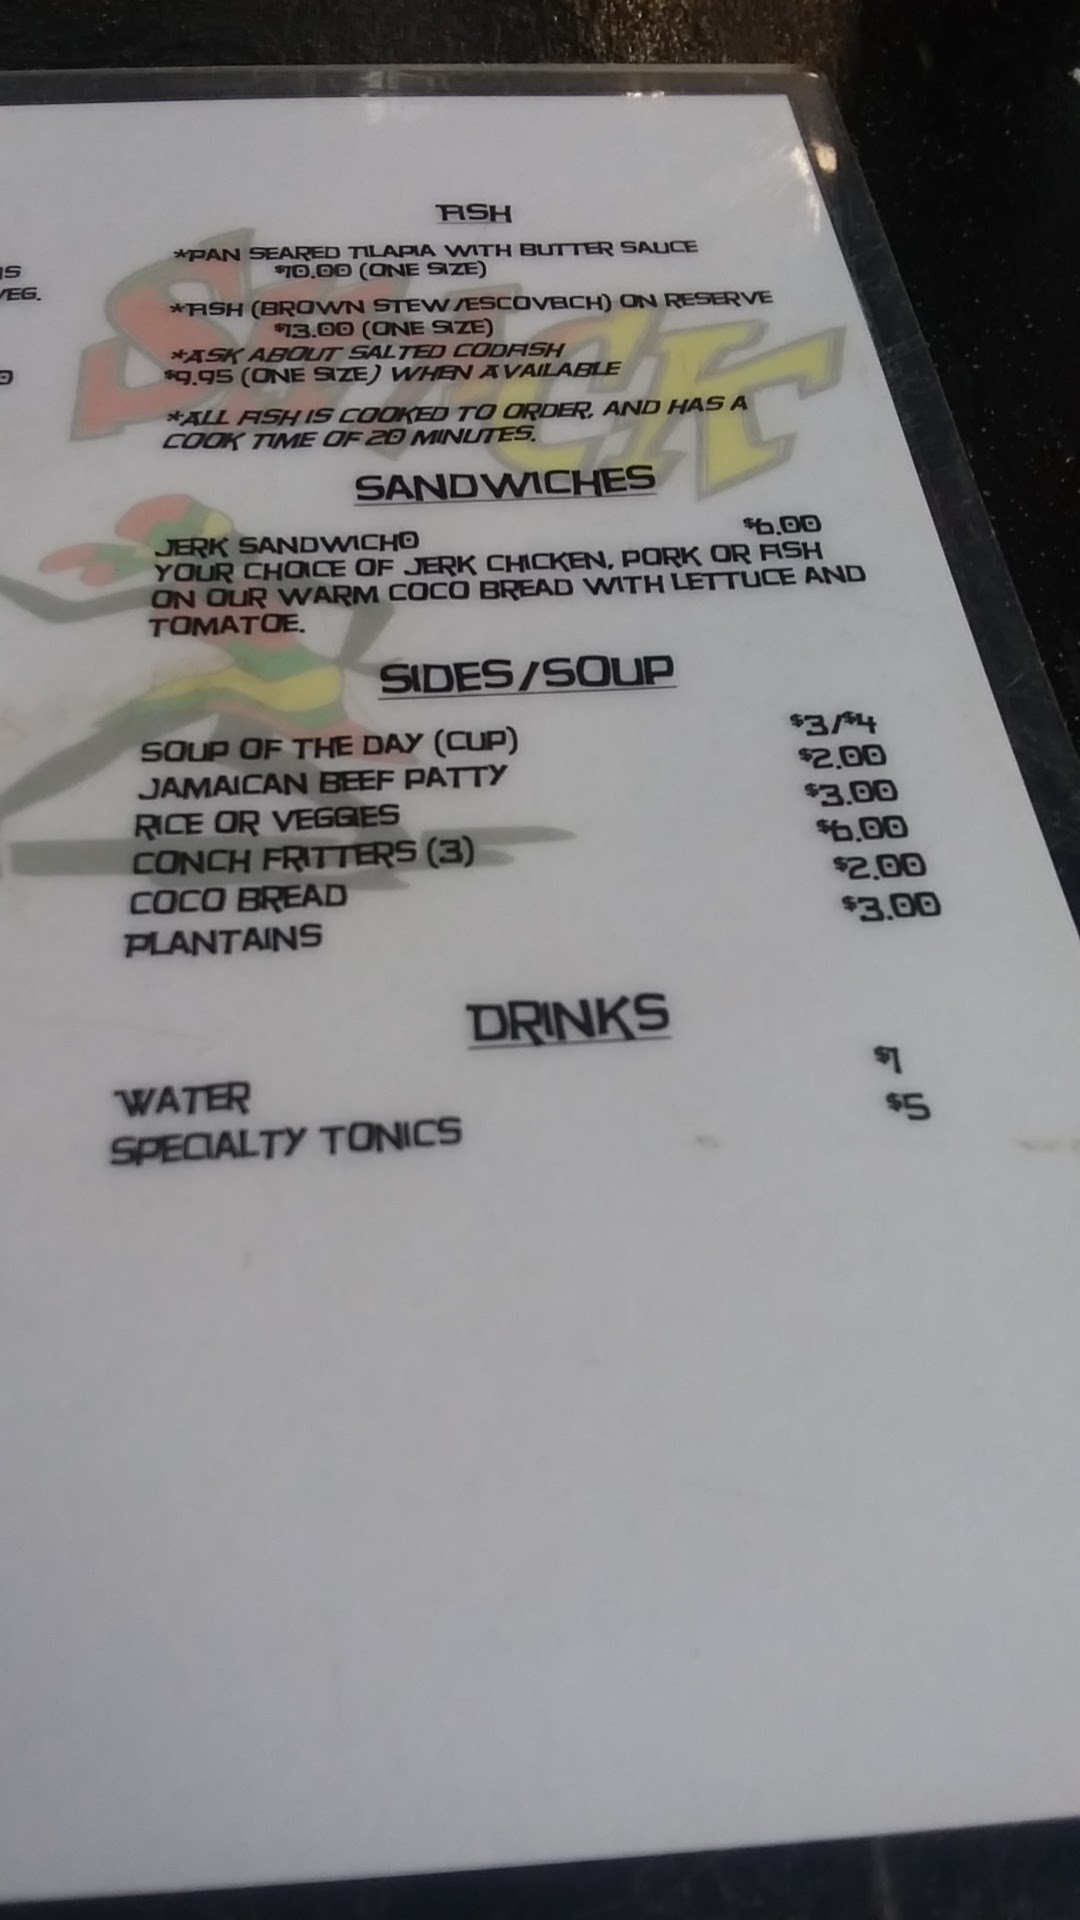 FISH
*PAN SEARED TILAPIA WITH BUTTER SAUCE
$10.00 (ONE SIZE)
*FISH (BROWN STEW/ESCOVEICH) ON RESERVE
$13.00 (ONE SIZE)
*ASK ABOUT SALTED CODFISH
$9.95 (ONE SIZE) WHEN AVAILABLE
*ALL FISH IS COOKED TO ORDER, AND HAS A
COOK TIME OF 20 MINUTES.
VEG.
SHACK
SANDWICHES
JERK SANDWICHO $6.00
YOUR CHOICE OF JERK CHICKEN, PORK OR FISH
ON OUR WARM COCO BREAD WITH LETTUCE AND
TOMATOE.
SIDES/SOUP
SOUP OF THE DAY (CUP) $3/$4
JAMAICAN BEEF PATTY $2.00
RICE OR VEGGIES $3.00
CONCH FRITTERS (3) $6.00
COCO BREAD $2.00
PLANTAINS $3.00
DRINKS
WATER $1
SPECIALTY TONICS $5